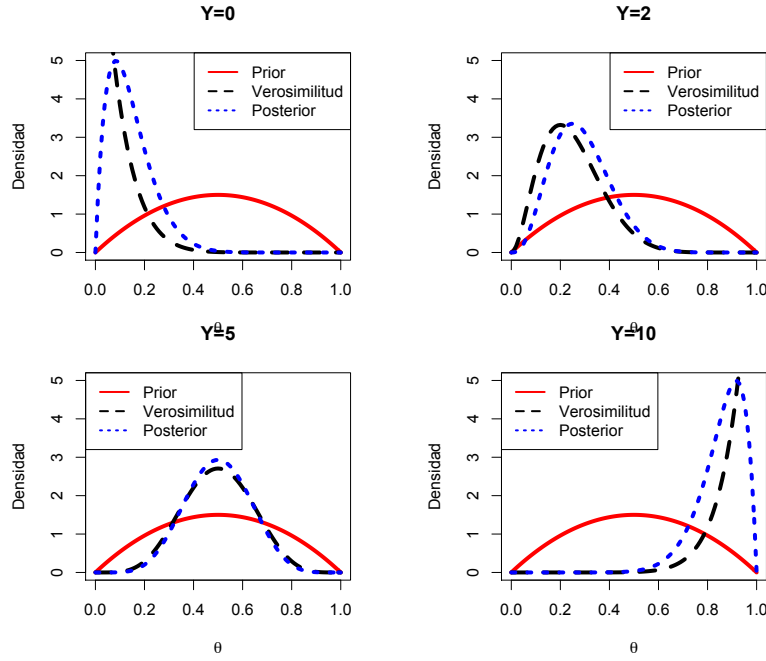 Y=0
Densidad
5
4
3
2
1
0
Prior
Verosimilitud
Posterior
0.0 0.2 0.4 0.6 0.8 1.0
θ
Y=2
Densidad
5
4
3
2
1
0
Prior
Verosimilitud
Posterior
0.0 0.2 0.4 0.6 0.8 1.0
θ
Y=5
Densidad
5
4
3
2
1
0
Prior
Verosimilitud
Posterior
0.0 0.2 0.4 0.6 0.8 1.0
θ
Y=10
Densidad
5
4
3
2
1
0
Prior
Verosimilitud
Posterior
0.0 0.2 0.4 0.6 0.8 1.0
θ